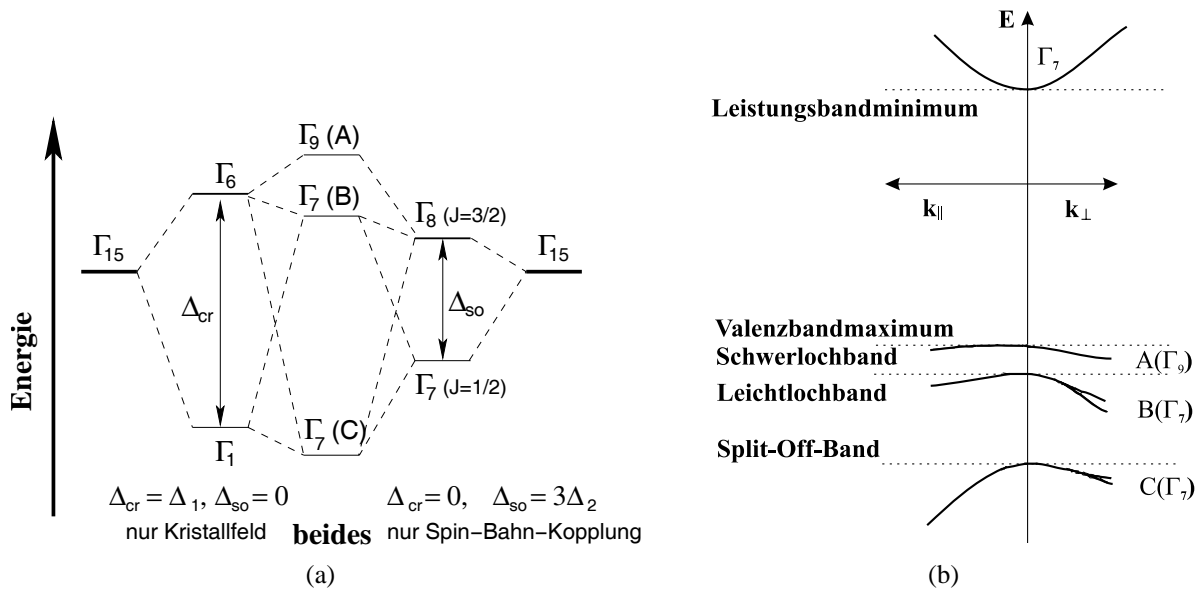 Energie
Γ15
Γ6
Δcr
Γ1
Γ9 (A)
Γ7 (B)
Γ7 (C)
Γ8 (J=3/2)
Δso
Γ7 (J=1/2)
Γ15
Δcr = Δ1, Δso = 0
nur Kristallfeld
beides
Δcr = 0, Δso = 3Δ2
nur Spin−Bahn−Kopplung
(a)
E
Γ7
Leistungsbandminimum
k∥
k⊥
Valenzbandmaximum
Schwerlochband
A(Γ9)
Leichtlochband
B(Γ7)
Split-Off-Band
C(Γ7)
(b)